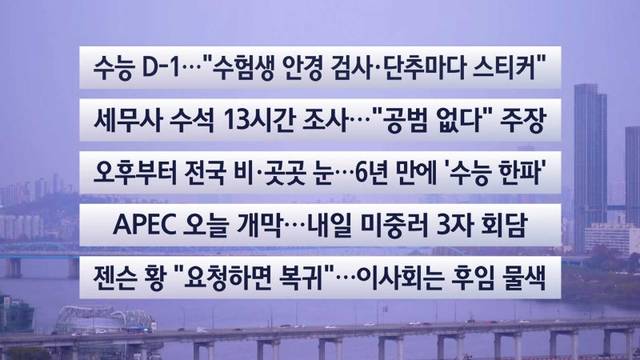 수능 D-1…"수험생 안경 검사·단추마다 스티커"
세무사 수석 13시간 조사…"공범 없다" 주장
오후부터 전국 비·곳곳 눈…6년 만에 '수능 한파'
APEC 오늘 개막…내일 미중러 3자 회담
젠슨 황 "요청하면 복귀"…이사회는 후임 물색